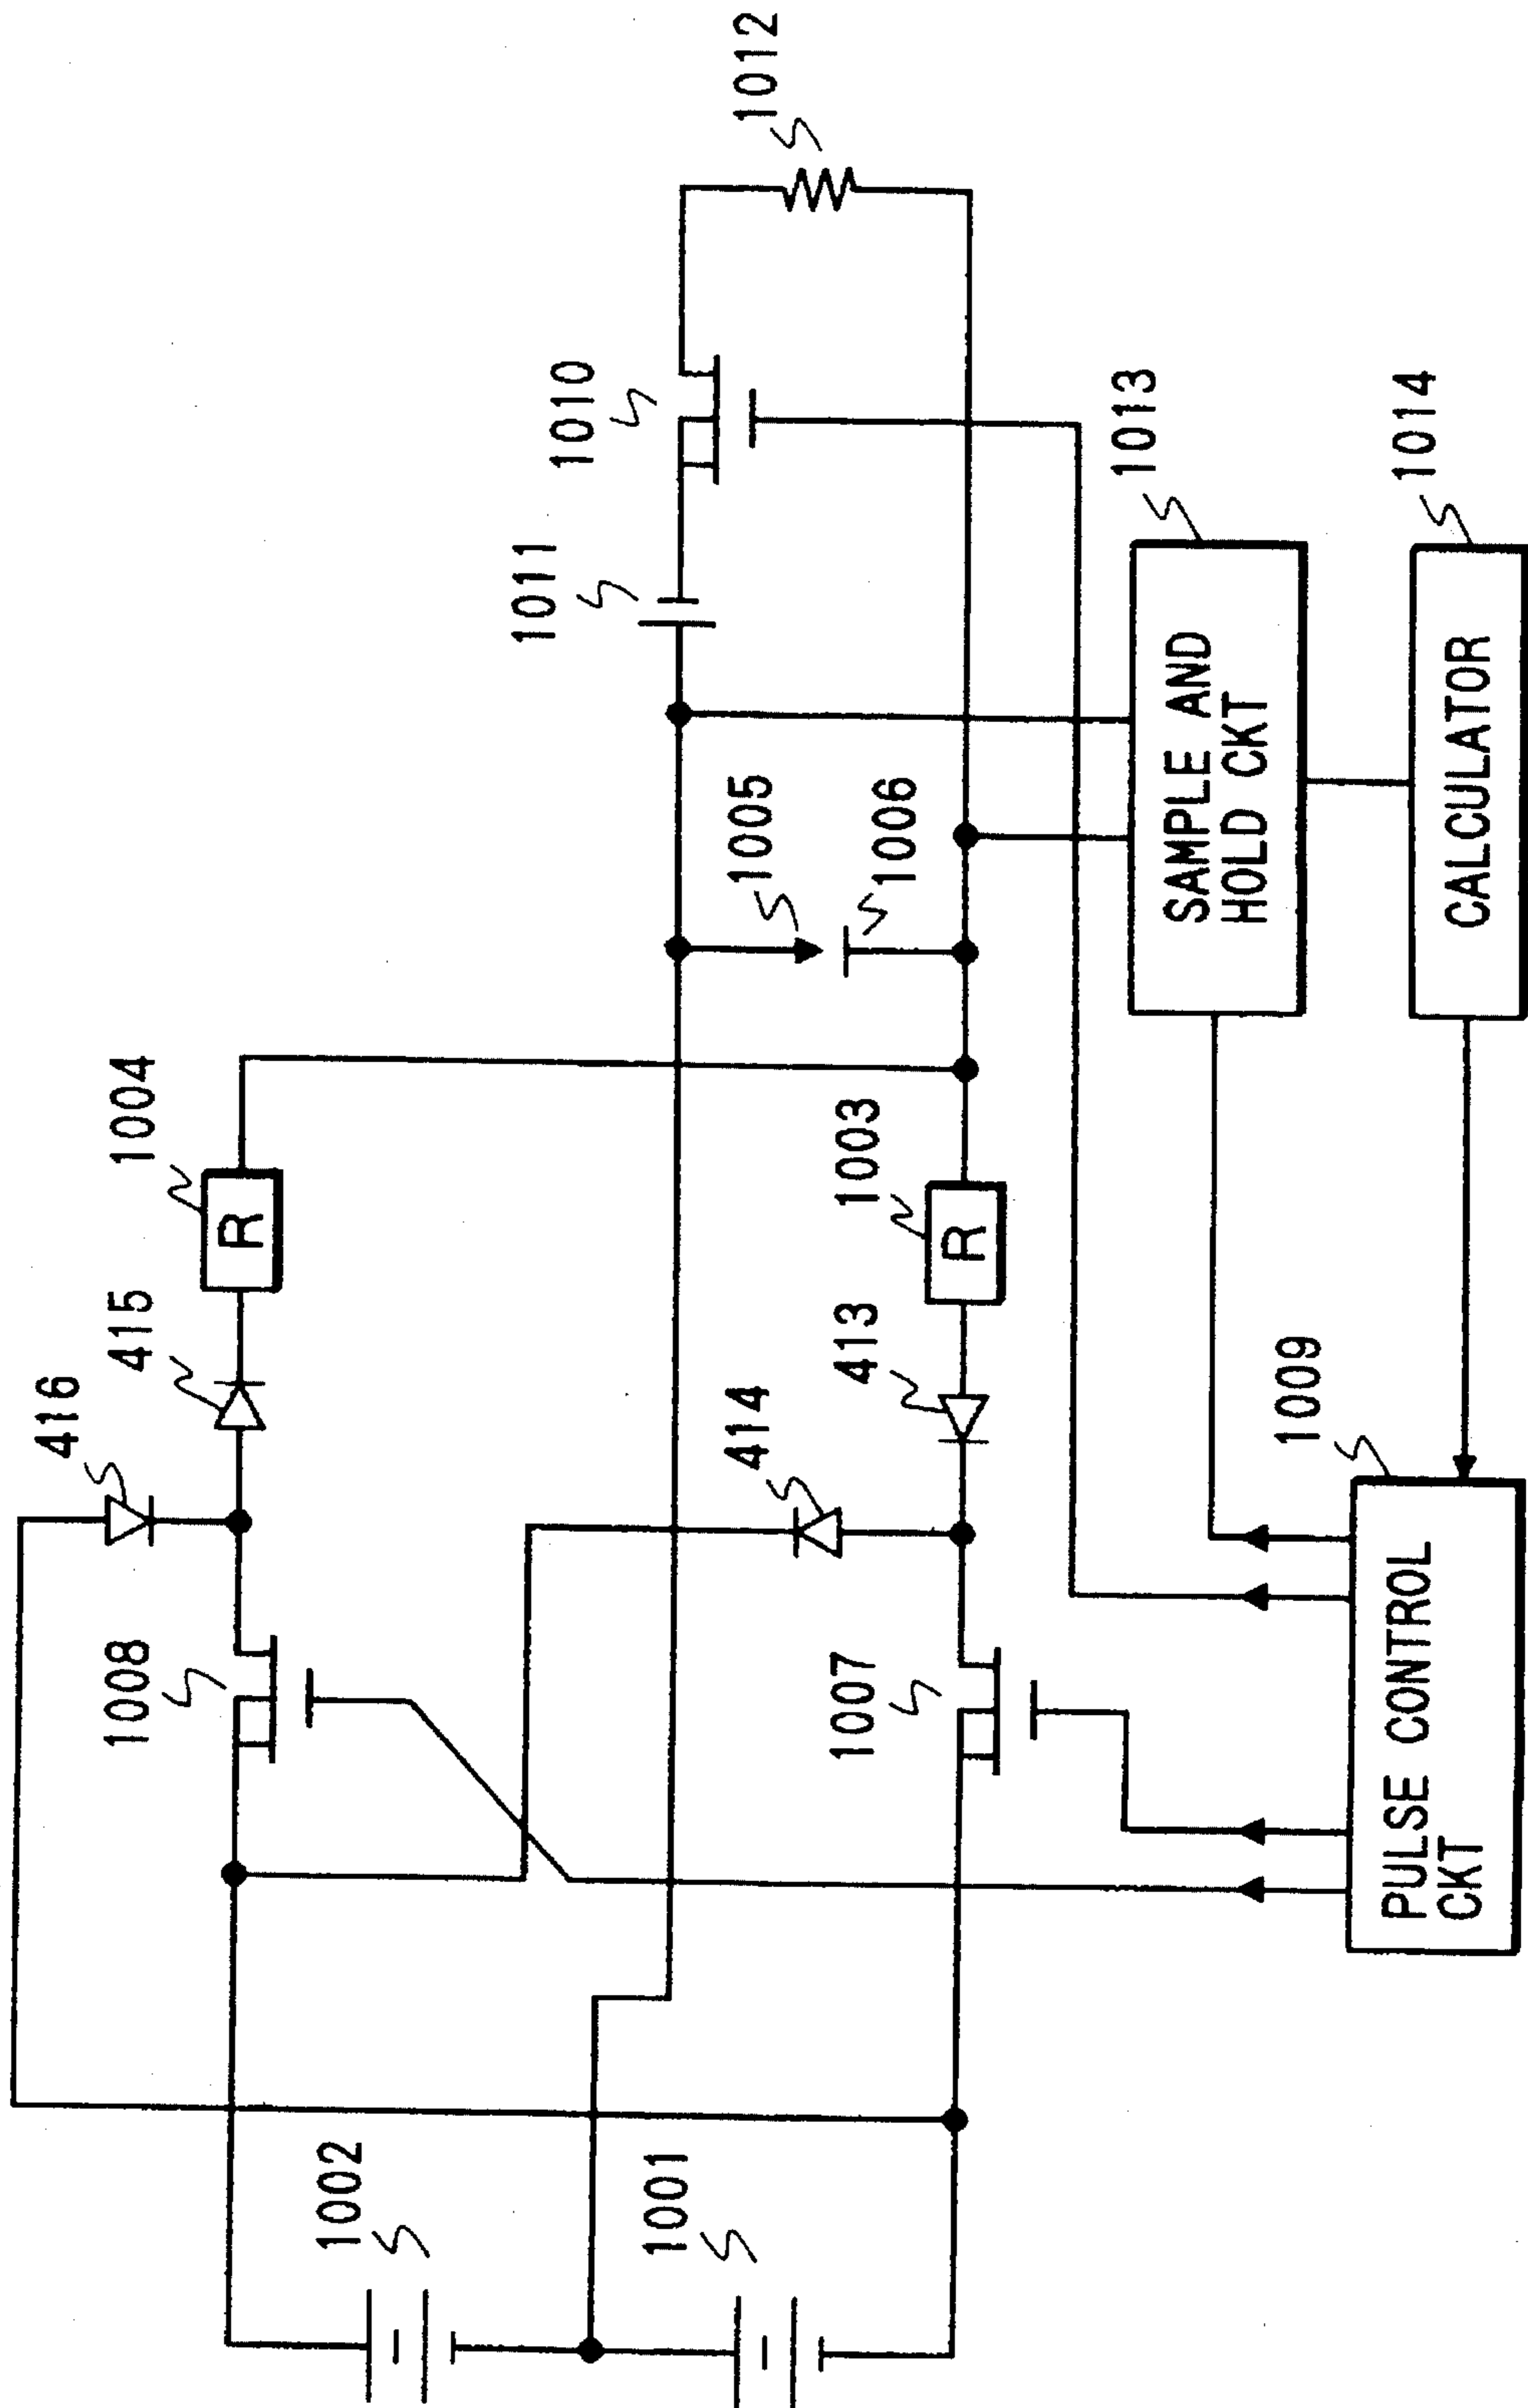 416
415
1004
R
1008
1002
1001
414
413
1003
R
1007
1005
1006
1011
1010
1012
1009
PULSE CONTROL
CKT
1013
SAMPLE AND
HOLD CKT
1014
CALCULATOR